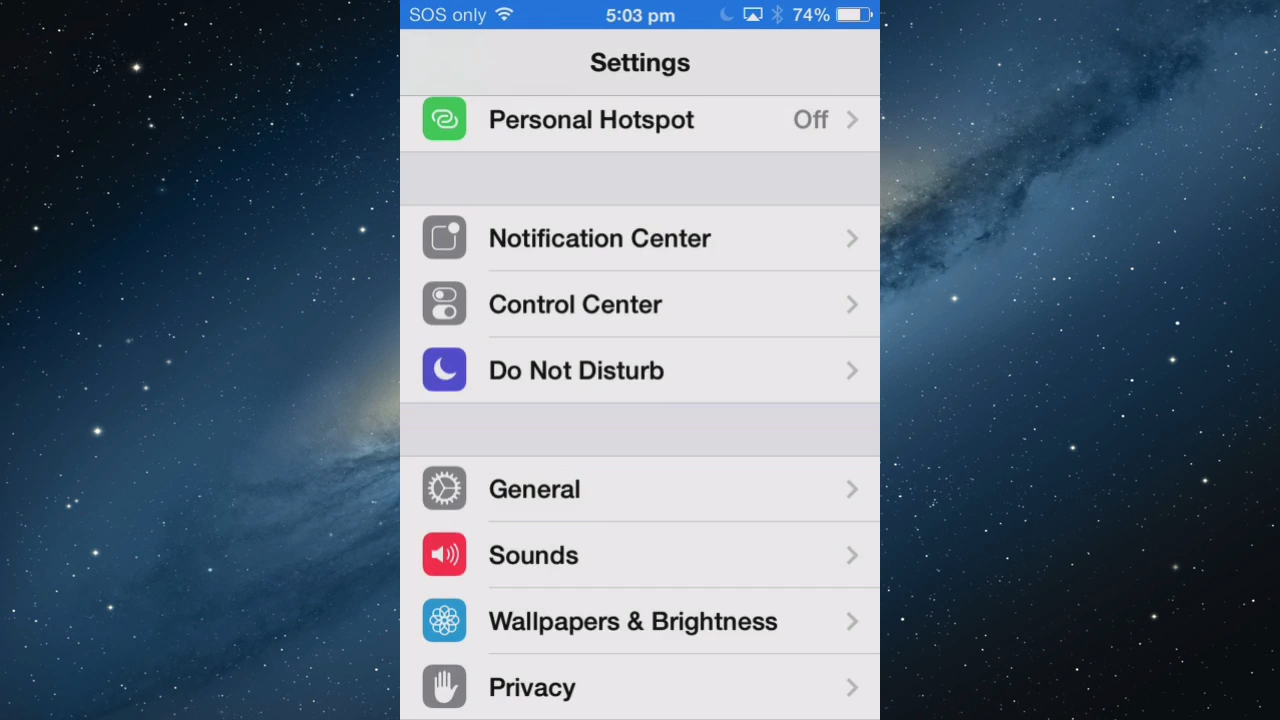 SOS only 5:03 pm 74%
Settings
Personal Hotspot Off
Notification Center
Control Center
Do Not Disturb
General
Sounds
Wallpapers & Brightness
Privacy